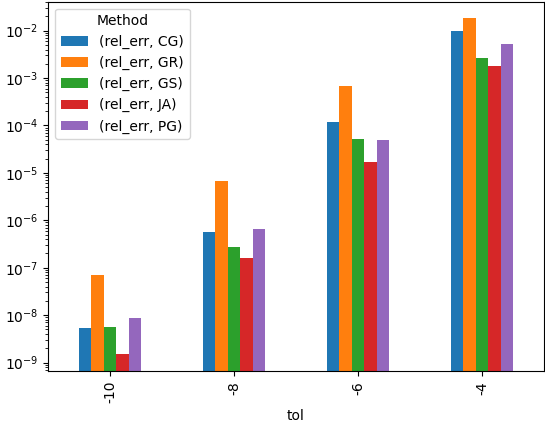 Method
(rel_err, CG)
(rel_err, GR)
(rel_err, GS)
(rel_err, JA)
(rel_err, PG)
10⁻²
10⁻³
10⁻⁴
10⁻⁵
10⁻⁶
10⁻⁷
10⁻⁸
10⁻⁹
-10
-8
-6
-4
tol